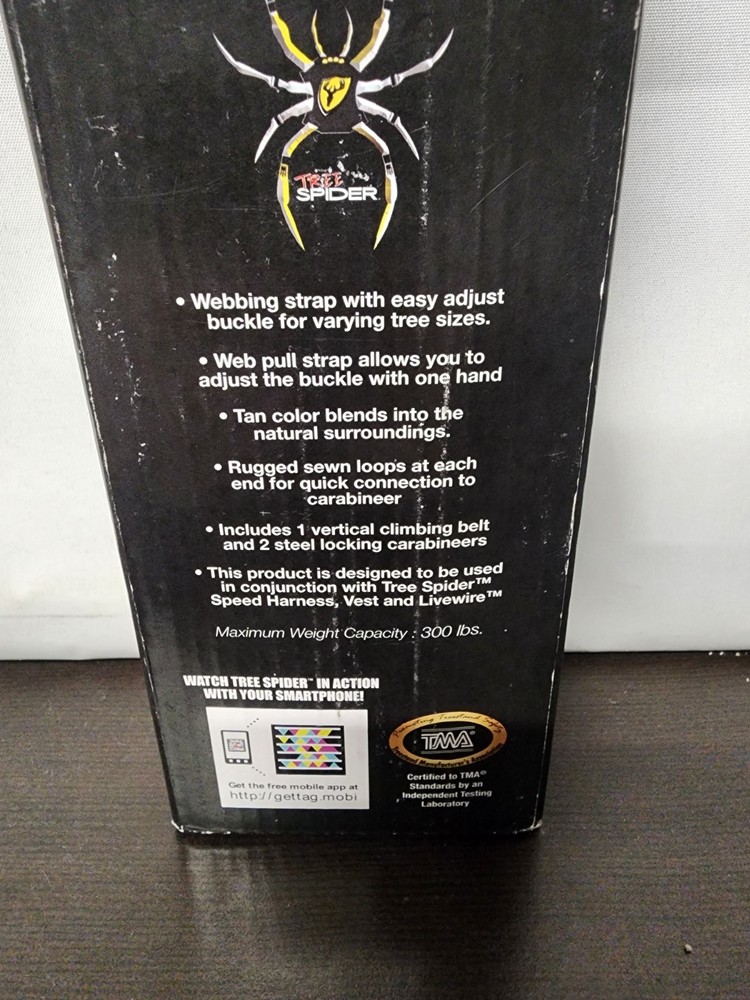 TREE
SPIDER
• Webbing strap with easy adjust
buckle for varying tree sizes.
• Web pull strap allows you to
adjust the buckle with one hand
• Tan color blends into the
natural surroundings.
• Rugged sewn loops at each
end for quick connection to
carabineer
• Includes 1 vertical climbing belt
and 2 steel locking carabineers
• This product is designed to be used
in conjunction with Tree Spider™
Speed Harness, Vest and Livewire™
Maximum Weight Capacity : 300 lbs.
WATCH TREE SPIDER™ IN ACTION
WITH YOUR SMARTPHONE!
Get the free mobile app at
http://gettag.mobi
Promoting Treestand Safety
TMA
Manufacturer's
Certified to TMA®
Standards by an
Independent Testing
Laboratory